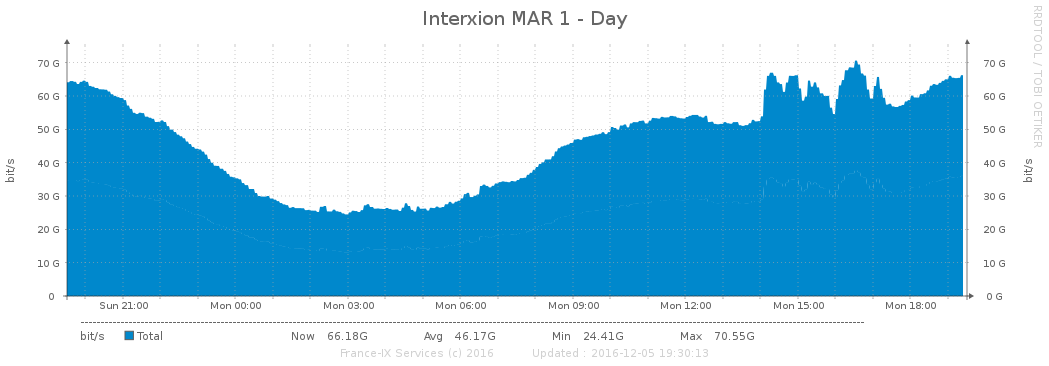 Interxion MAR 1 - Day
RRDTOOL / TOBI OETIKER
bit/s
70 G 70 G
60 G 60 G
50 G 50 G
40 G 40 G
30 G 30 G
20 G 20 G
10 G 10 G
0 0 G
bit/s
Sun 21:00 Mon 00:00 Mon 03:00 Mon 06:00 Mon 09:00 Mon 12:00 Mon 15:00 Mon 18:00
bit/s Total Now 66.18G Avg 46.17G Min 24.41G Max 70.55G
France-IX Services (c) 2016 Updated : 2016-12-05 19:30:13